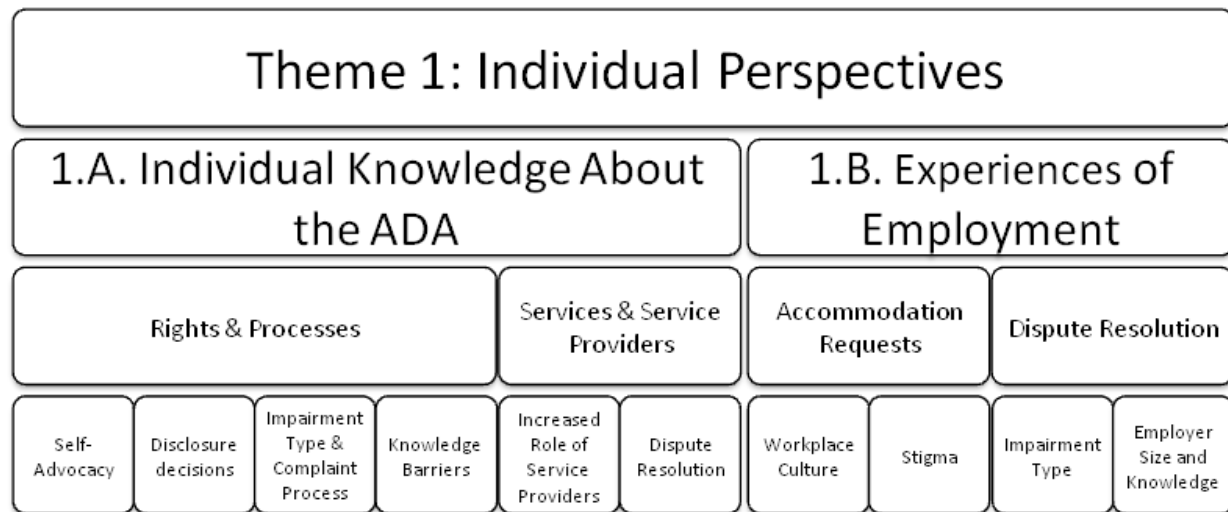 Theme 1: Individual Perspectives
1.A. Individual Knowledge About
the ADA
1.B. Experiences of
Employment
Rights & Processes
Services & Service
Providers
Accommodation
Requests
Dispute Resolution
Self-
Advocacy
Disclosure
decisions
Impairment
Type &
Complaint
Process
Knowledge
Barriers
Increased
Role of
Service
Providers
Dispute
Resolution
Workplace
Culture
Stigma
Impairment
Type
Employer
Size and
Knowledge